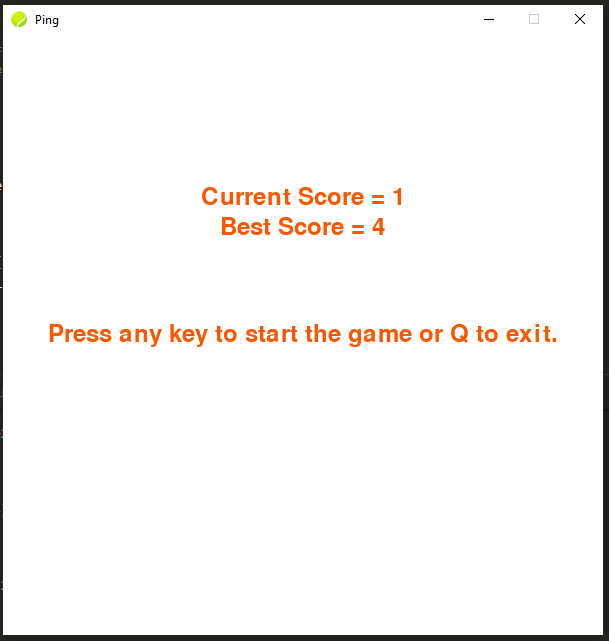 Ping
Current Score = 1
Best Score = 4
Press any key to start the game or Q to exit.